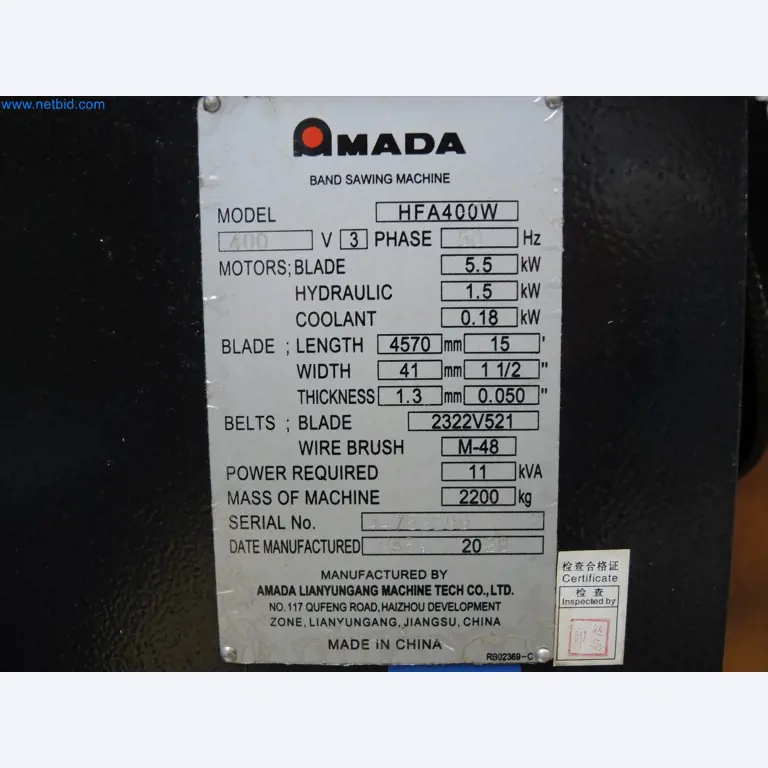 www.netbid.com
AMADA
BAND SAWING MACHINE
MODEL HFA400W
400 V 3 PHASE 50 Hz
MOTORS; BLADE 5.5 kW
HYDRAULIC 1.5 kW
COOLANT 0.18 kW
BLADE ; LENGTH 4570 mm 15 '
WIDTH 41 mm 1 1/2 "
THICKNESS 1.3 mm 0.050 "
BELTS ; BLADE 2322V521
WIRE BRUSH M-48
POWER REQUIRED 11 kVA
MASS OF MACHINE 2200 kg
SERIAL No.
DATE MANUFACTURED 20
MANUFACTURED BY
AMADA LIANYUNGANG MACHINE TECH CO.,LTD.
NO.117 QUFENG ROAD, HAIZHOU DEVELOPMENT
ZONE, LIANYUNGANG, JIANGSU, CHINA
MADE IN CHINA
RB02369-C
检查合格证
Certificate
检 查
Inspected by